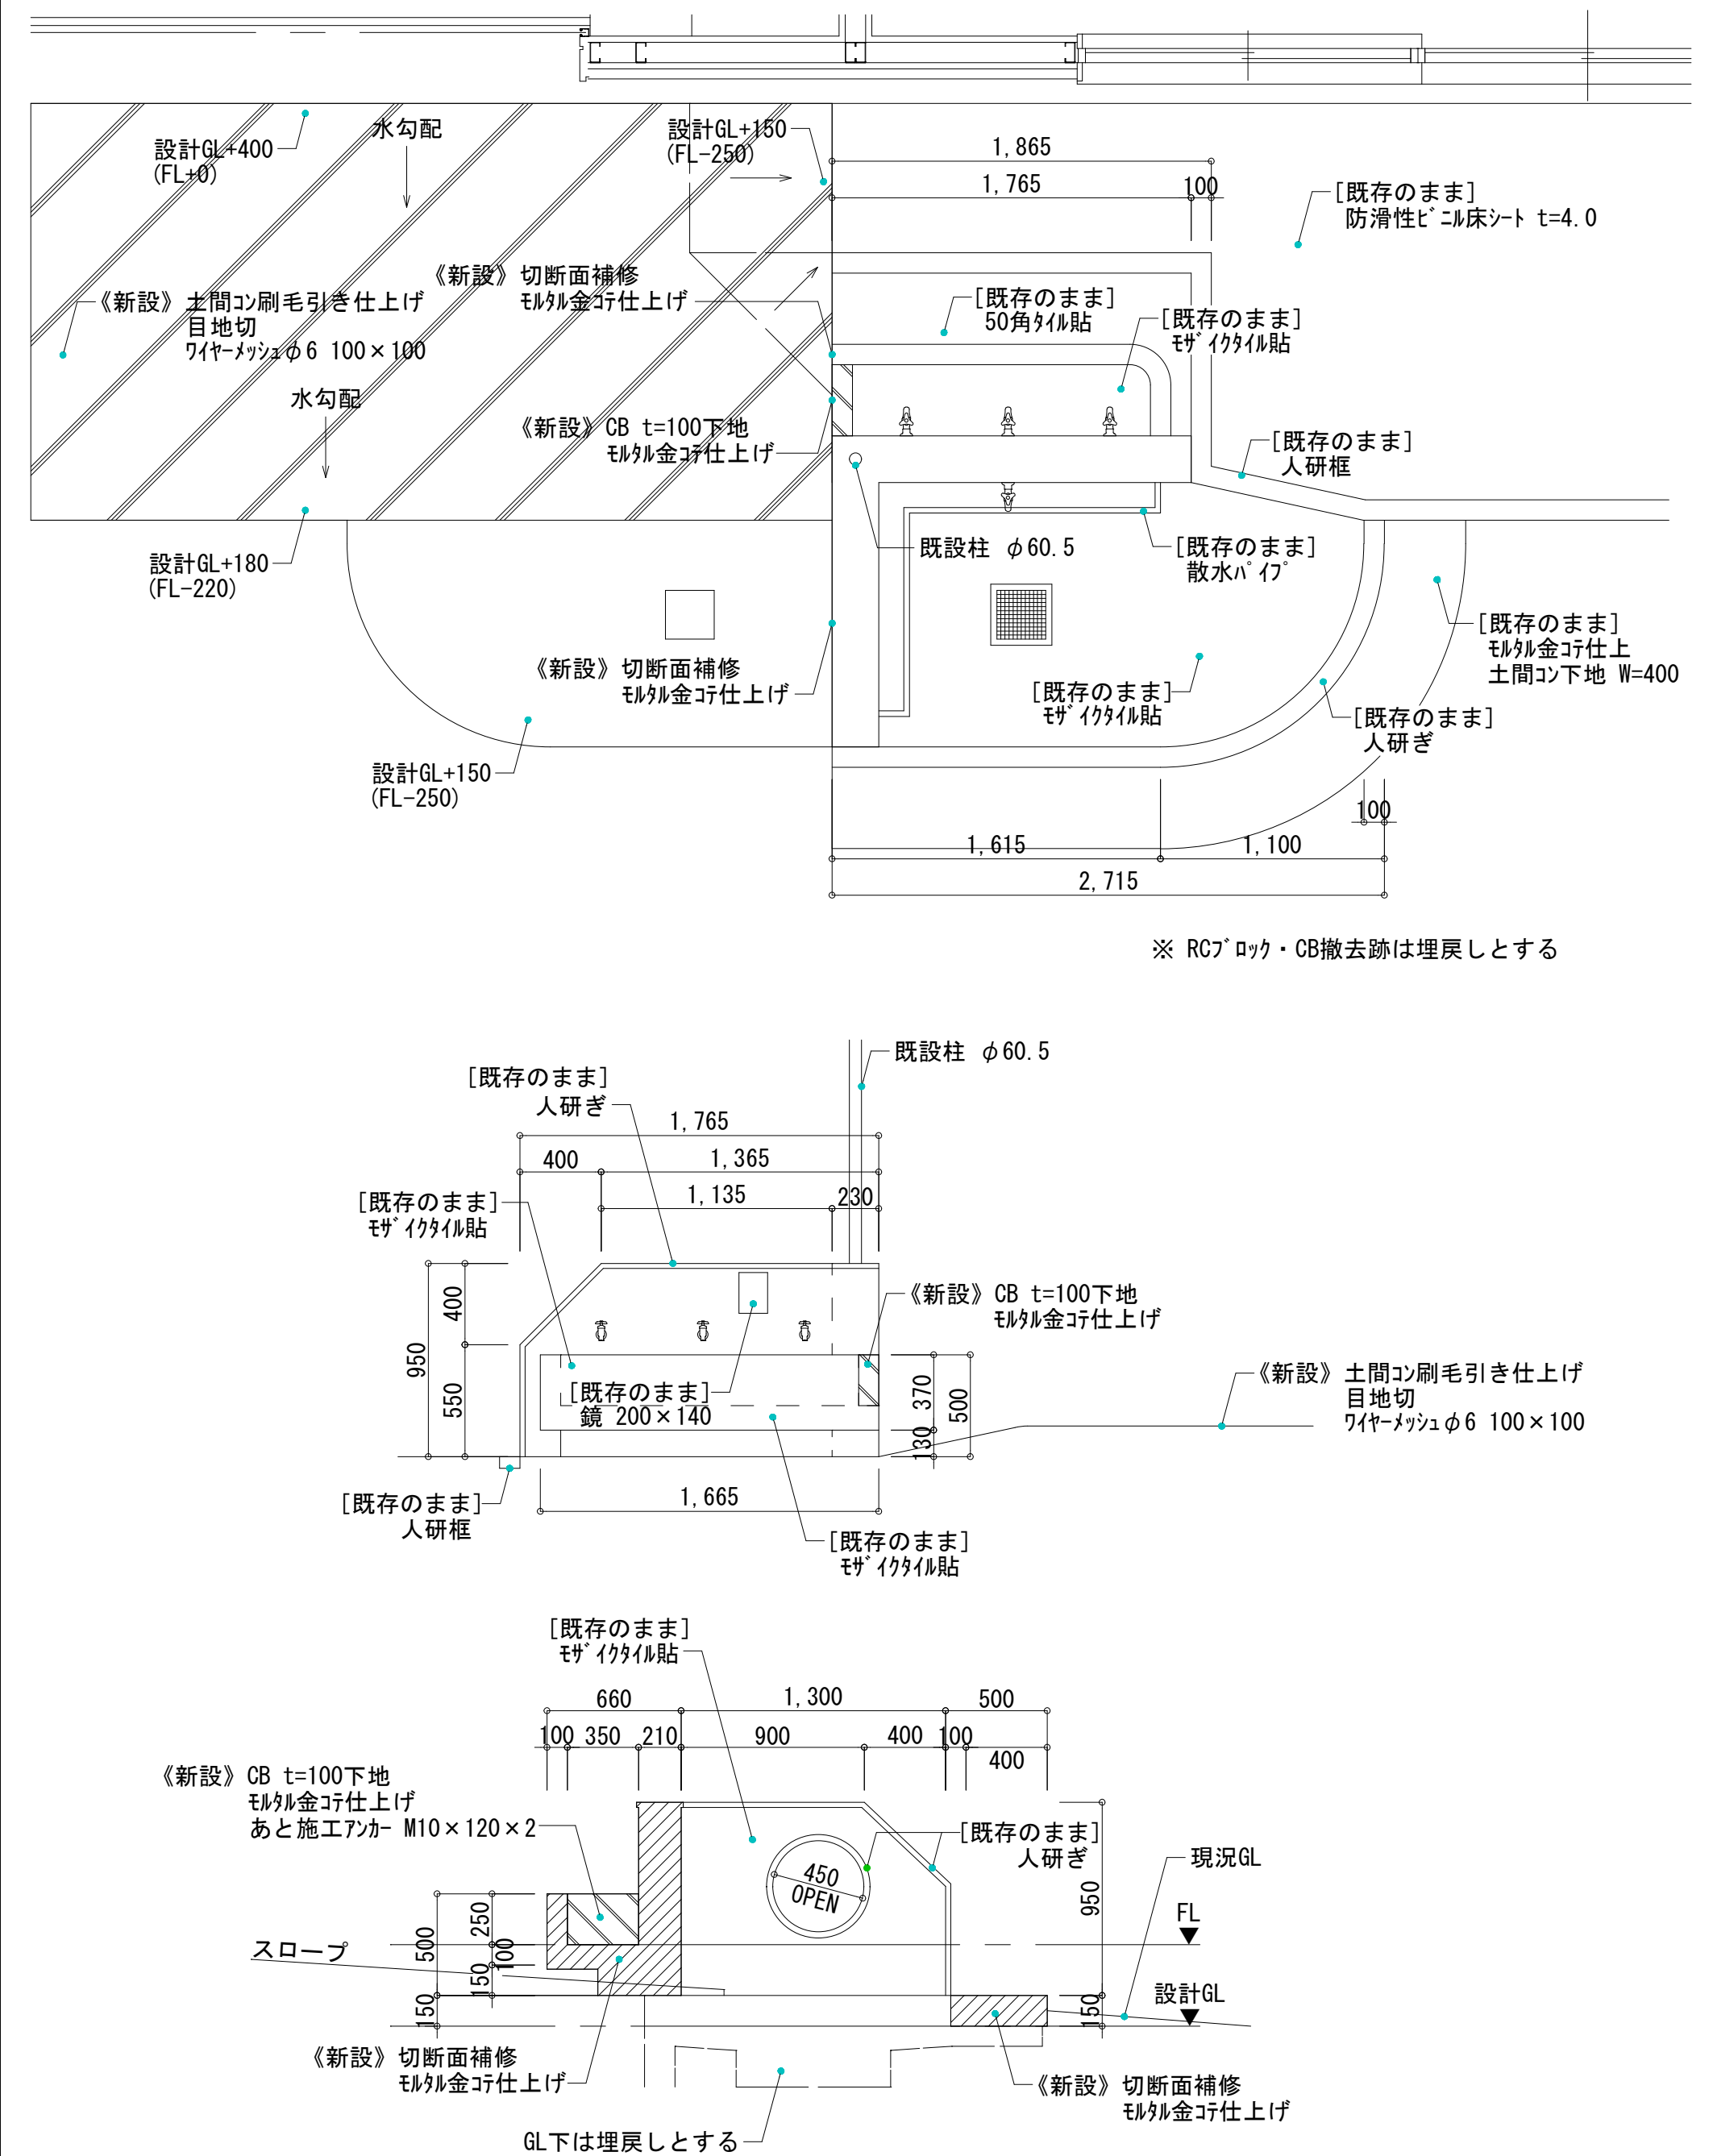 設計GL+400
(FL+0)
水勾配
設計GL+150
(FL-250)
1,865
1,765
100
[既存のまま]
防滑性ﾋﾞﾆﾙ床ｼｰﾄ t=4.0
《新設》切断面補修
ﾓﾙﾀﾙ金ｺﾃ仕上げ
《新設》土間ｺﾝ刷毛引き仕上げ
目地切
ﾜｲﾔｰﾒｯｼｭφ6 100×100
[既存のまま]
50角ﾀｲﾙ貼
[既存のまま]
ﾓｻﾞｲｸﾀｲﾙ貼
水勾配
《新設》CB t=100下地
ﾓﾙﾀﾙ金ｺﾃ仕上げ
[既存のまま]
人研框
設計GL+180
(FL-220)
既設柱 φ60.5
[既存のまま]
散水ﾊﾟｲﾌﾟ
[既存のまま]
ﾓﾙﾀﾙ金ｺﾃ仕上
土間ｺﾝ下地 W=400
《新設》切断面補修
ﾓﾙﾀﾙ金ｺﾃ仕上げ
[既存のまま]
ﾓｻﾞｲｸﾀｲﾙ貼
[既存のまま]
人研ぎ
設計GL+150
(FL-250)
100
1,615
1,100
2,715
※ RCﾌﾞﾛｯｸ・CB撤去跡は埋戻しとする
既設柱 φ60.5
[既存のまま]
人研ぎ
1,765
400
1,365
1,135
230
[既存のまま]
ﾓｻﾞｲｸﾀｲﾙ貼
《新設》CB t=100下地
ﾓﾙﾀﾙ金ｺﾃ仕上げ
950
400
550
[既存のまま]
鏡 200×140
370
130
500
《新設》土間ｺﾝ刷毛引き仕上げ
目地切
ﾜｲﾔｰﾒｯｼｭφ6 100×100
1,665
[既存のまま]
人研框
[既存のまま]
ﾓｻﾞｲｸﾀｲﾙ貼
[既存のまま]
ﾓｻﾞｲｸﾀｲﾙ貼
660
1,300
500
100
350
210
900
400
100
400
《新設》CB t=100下地
ﾓﾙﾀﾙ金ｺﾃ仕上げ
あと施工ｱﾝｶｰ M10×120×2
[既存のまま]
人研ぎ
450
OPEN
現況GL
950
FL
500
250
100
150
150
スロープ
設計GL
150
《新設》切断面補修
ﾓﾙﾀﾙ金ｺﾃ仕上げ
《新設》切断面補修
ﾓﾙﾀﾙ金ｺﾃ仕上げ
GL下は埋戻しとする